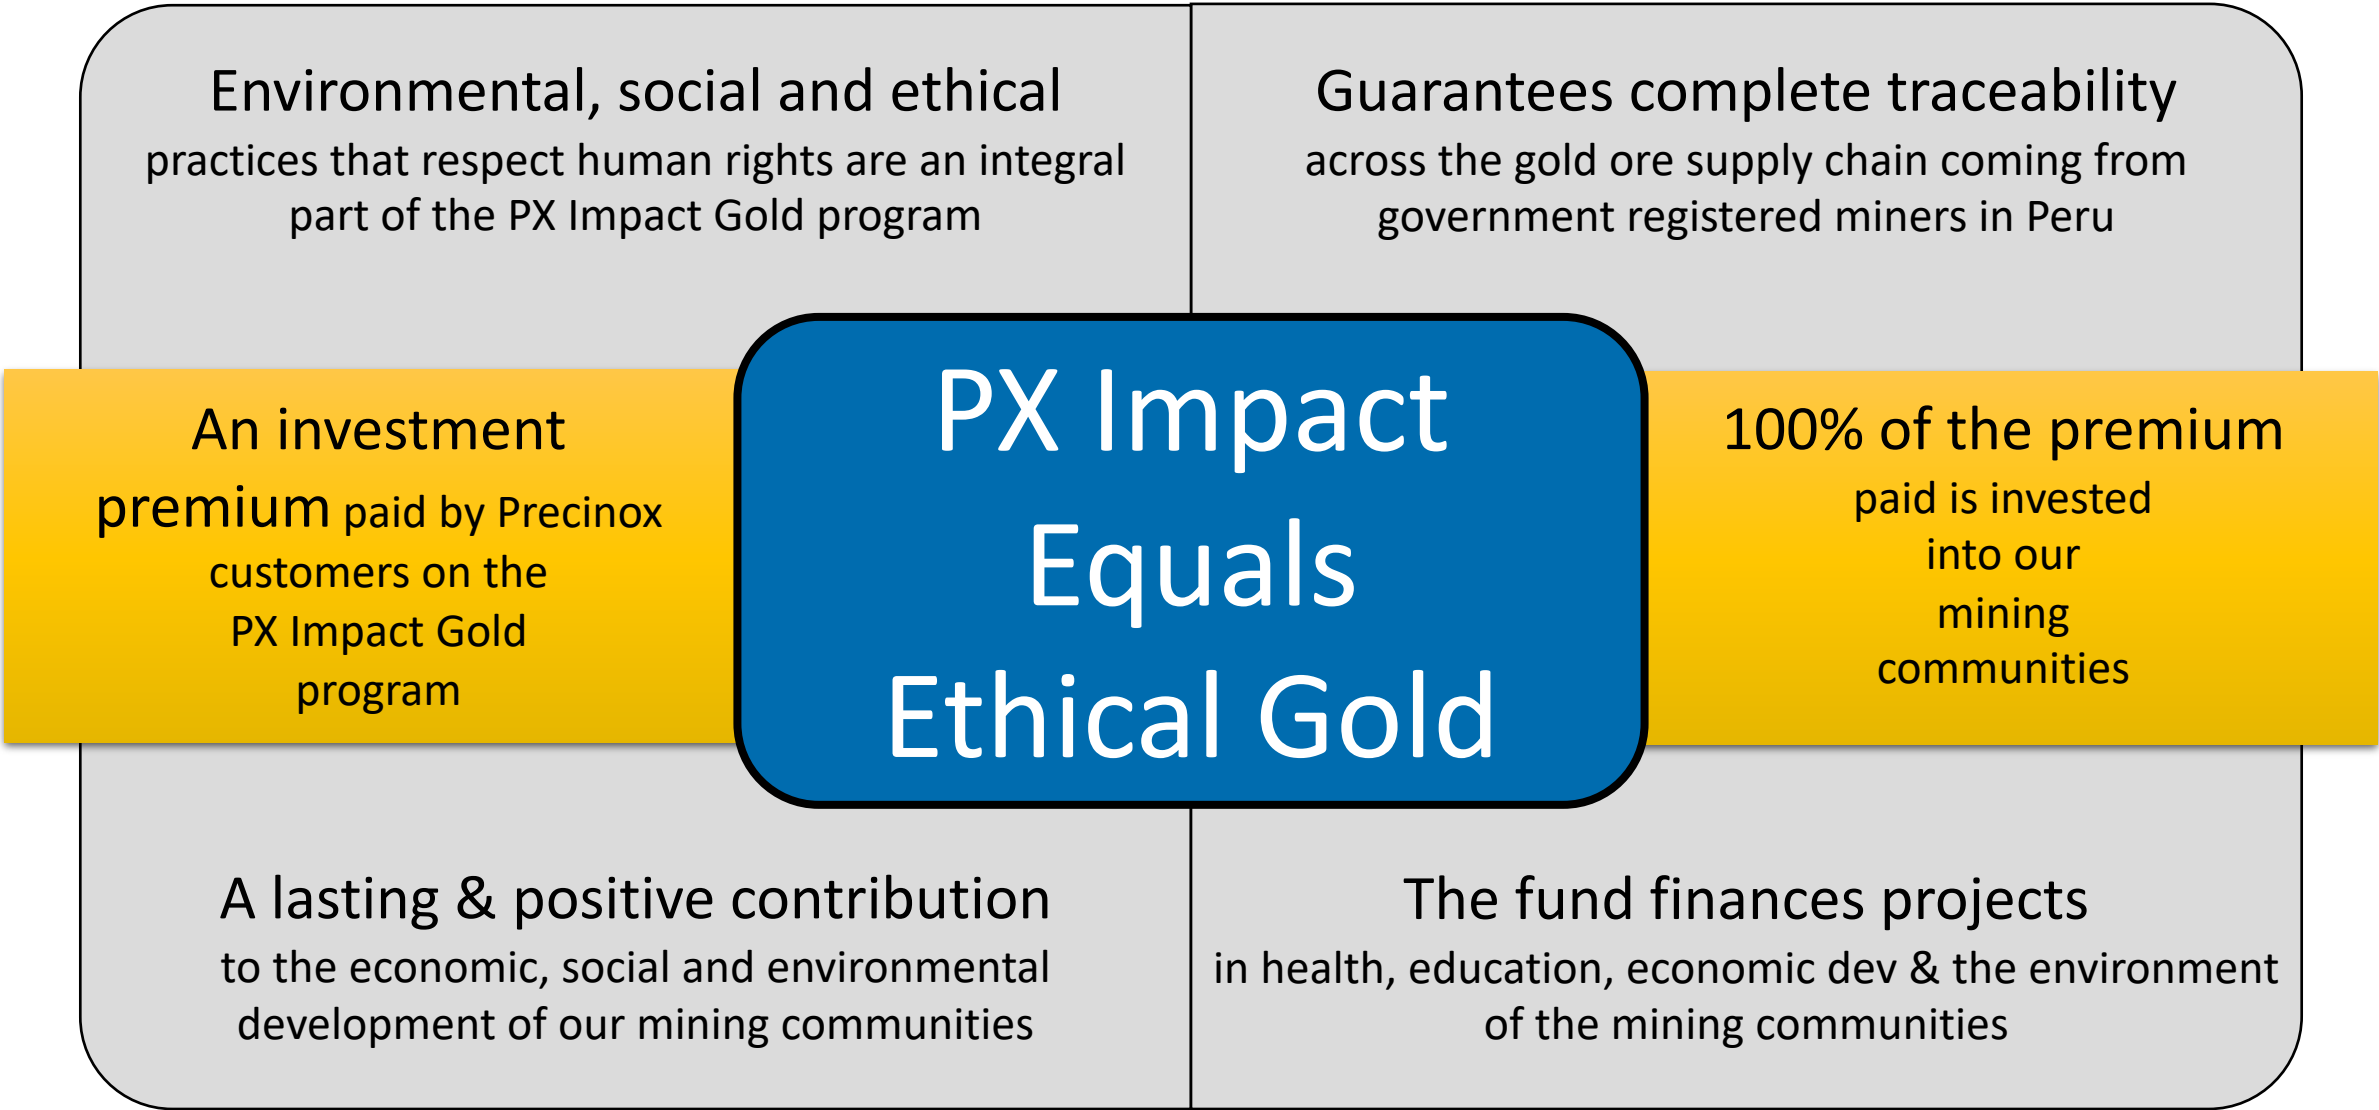 Environmental, social and ethical
practices that respect human rights are an integral
part of the PX Impact Gold program
Guarantees complete traceability
across the gold ore supply chain coming from
government registered miners in Peru
An investment
premium paid by Precinox
customers on the
PX Impact Gold
program
PX Impact
Equals
Ethical Gold
100% of the premium
paid is invested
into our
mining
communities
A lasting & positive contribution
to the economic, social and environmental
development of our mining communities
The fund finances projects
in health, education, economic dev & the environment
of the mining communities